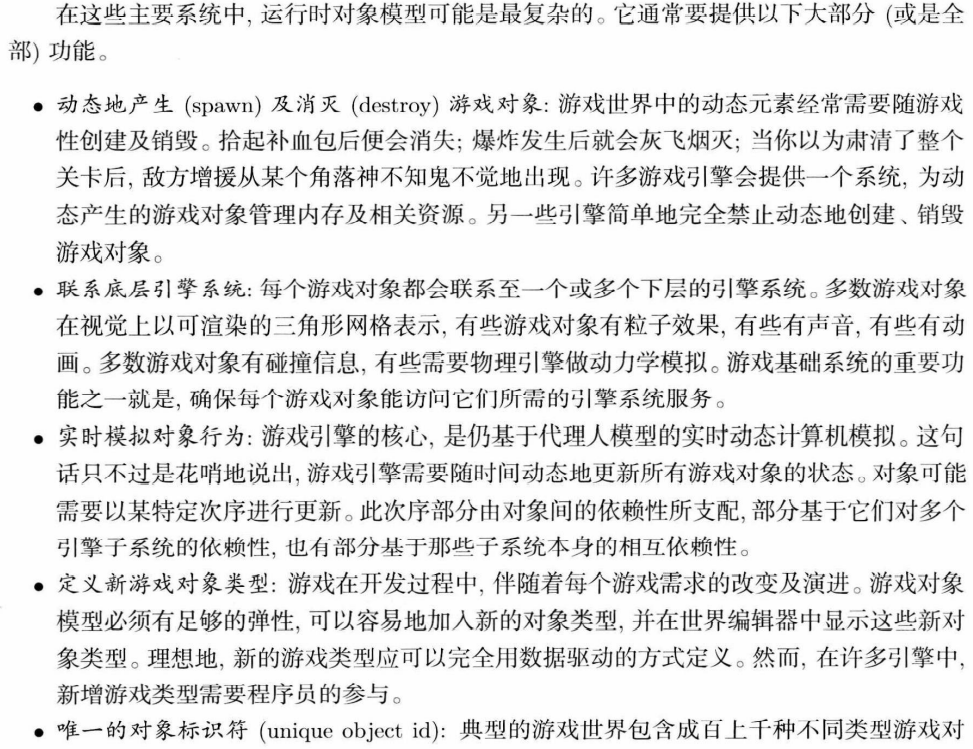 在这些主要系统中, 运行时对象模型可能是最复杂的。它通常要提供以下大部分 (或是全
部) 功能。
• 动态地产生 (spawn) 及消灭 (destroy) 游戏对象: 游戏世界中的动态元素经常需要随游戏
性创建及销毁。拾起补血包后便会消失; 爆炸发生后就会灰飞烟灭; 当你以为肃清了整个
关卡后, 敌方增援从某个角落神不知鬼不觉地出现。许多游戏引擎会提供一个系统, 为动
态产生的游戏对象管理内存及相关资源。另一些引擎简单地完全禁止动态地创建、销毁
游戏对象。
• 联系底层引擎系统: 每个游戏对象都会联系至一个或多个下层的引擎系统。多数游戏对象
在视觉上以可渲染的三角形网格表示, 有些游戏对象有粒子效果, 有些有声音, 有些有动
画。多数游戏对象有碰撞信息, 有些需要物理引擎做动力学模拟。游戏基础系统的重要功
能之一就是, 确保每个游戏对象能访问它们所需的引擎系统服务。
• 实时模拟对象行为: 游戏引擎的核心, 是仍基于代理人模型的实时动态计算机模拟。这句
话只不过是花哨地说出, 游戏引擎需要随时间动态地更新所有游戏对象的状态。对象可能
需要以某特定次序进行更新。此次序部分由对象间的依赖性所支配, 部分基于它们对多个
引擎子系统的依赖性, 也有部分基于那些子系统本身的相互依赖性。
• 定义新游戏对象类型: 游戏在开发过程中, 伴随着每个游戏需求的改变及演进。游戏对象
模型必须有足够的弹性, 可以容易地加入新的对象类型, 并在世界编辑器中显示这些新对
象类型。理想地, 新的游戏类型应可以完全用数据驱动的方式定义。然而, 在许多引擎中,
新增游戏类型需要程序员的参与。
• 唯一的对象标识符 (unique object id): 典型的游戏世界包含成百上千种不同类型游戏对